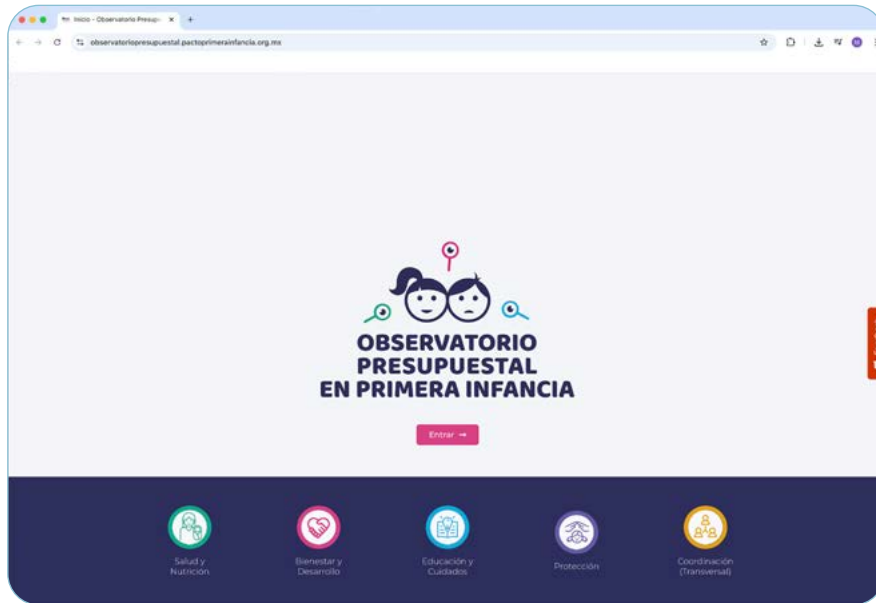 Inicio - Observatorio Presup
observatoriopresupuestal.pactoprimerainfancia.org.mx
OBSERVATORIO
PRESUPUESTAL
EN PRIMERA INFANCIA
Entrar →
Salud y
Nutrición
Bienestar y
Desarrollo
Educación y
Cuidados
Protección
Coordinación
(Transversal)